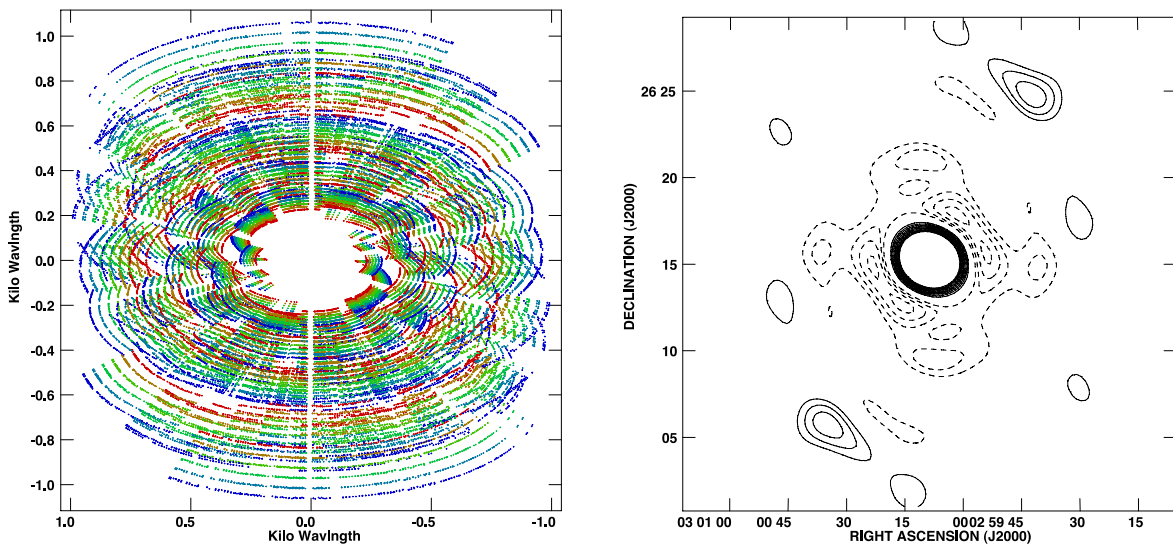 1.0
0.8
0.6
0.4
0.2
0.0
-0.2
-0.4
-0.6
-0.8
-1.0
Kilo Wavlngth
1.0 0.5 0.0 -0.5 -1.0
Kilo Wavlngth
26 25
20
15
10
05
DECLINATION (J2000)
03 01 00 00 45 30 15 00 02 59 45 30 15
RIGHT ASCENSION (J2000)